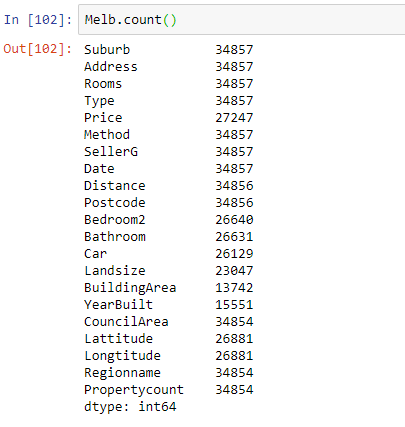 In [102]: Melb.count()
Out[102]: Suburb 34857
Address 34857
Rooms 34857
Type 34857
Price 27247
Method 34857
SellerG 34857
Date 34857
Distance 34856
Postcode 34856
Bedroom2 26640
Bathroom 26631
Car 26129
Landsize 23047
BuildingArea 13742
YearBuilt 15551
CouncilArea 34854
Lattitude 26881
Longtitude 26881
Regionname 34854
Propertycount 34854
dtype: int64